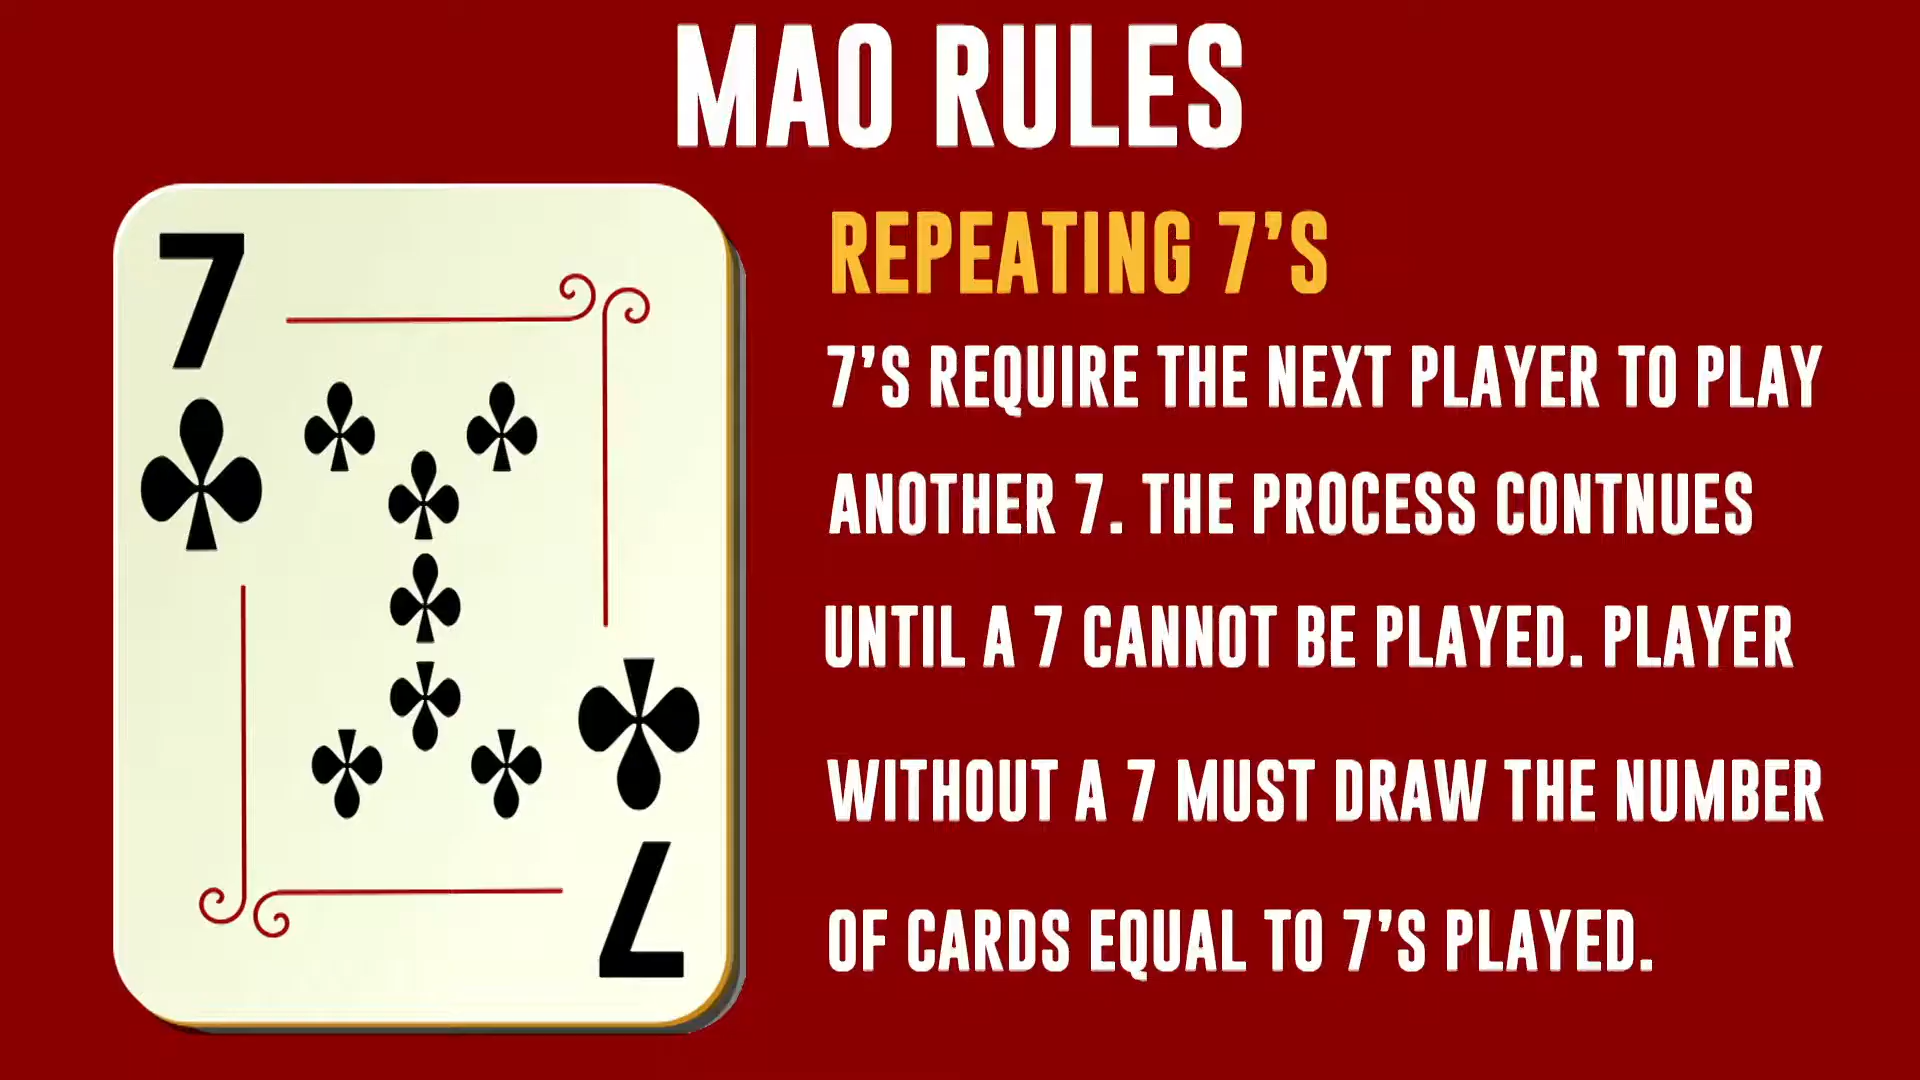 MAO RULES
7
REPEATING 7'S
7'S REQUIRE THE NEXT PLAYER TO PLAY
ANOTHER 7. THE PROCESS CONTNUES
UNTIL A 7 CANNOT BE PLAYED. PLAYER
WITHOUT A 7 MUST DRAW THE NUMBER
OF CARDS EQUAL TO 7'S PLAYED.
7